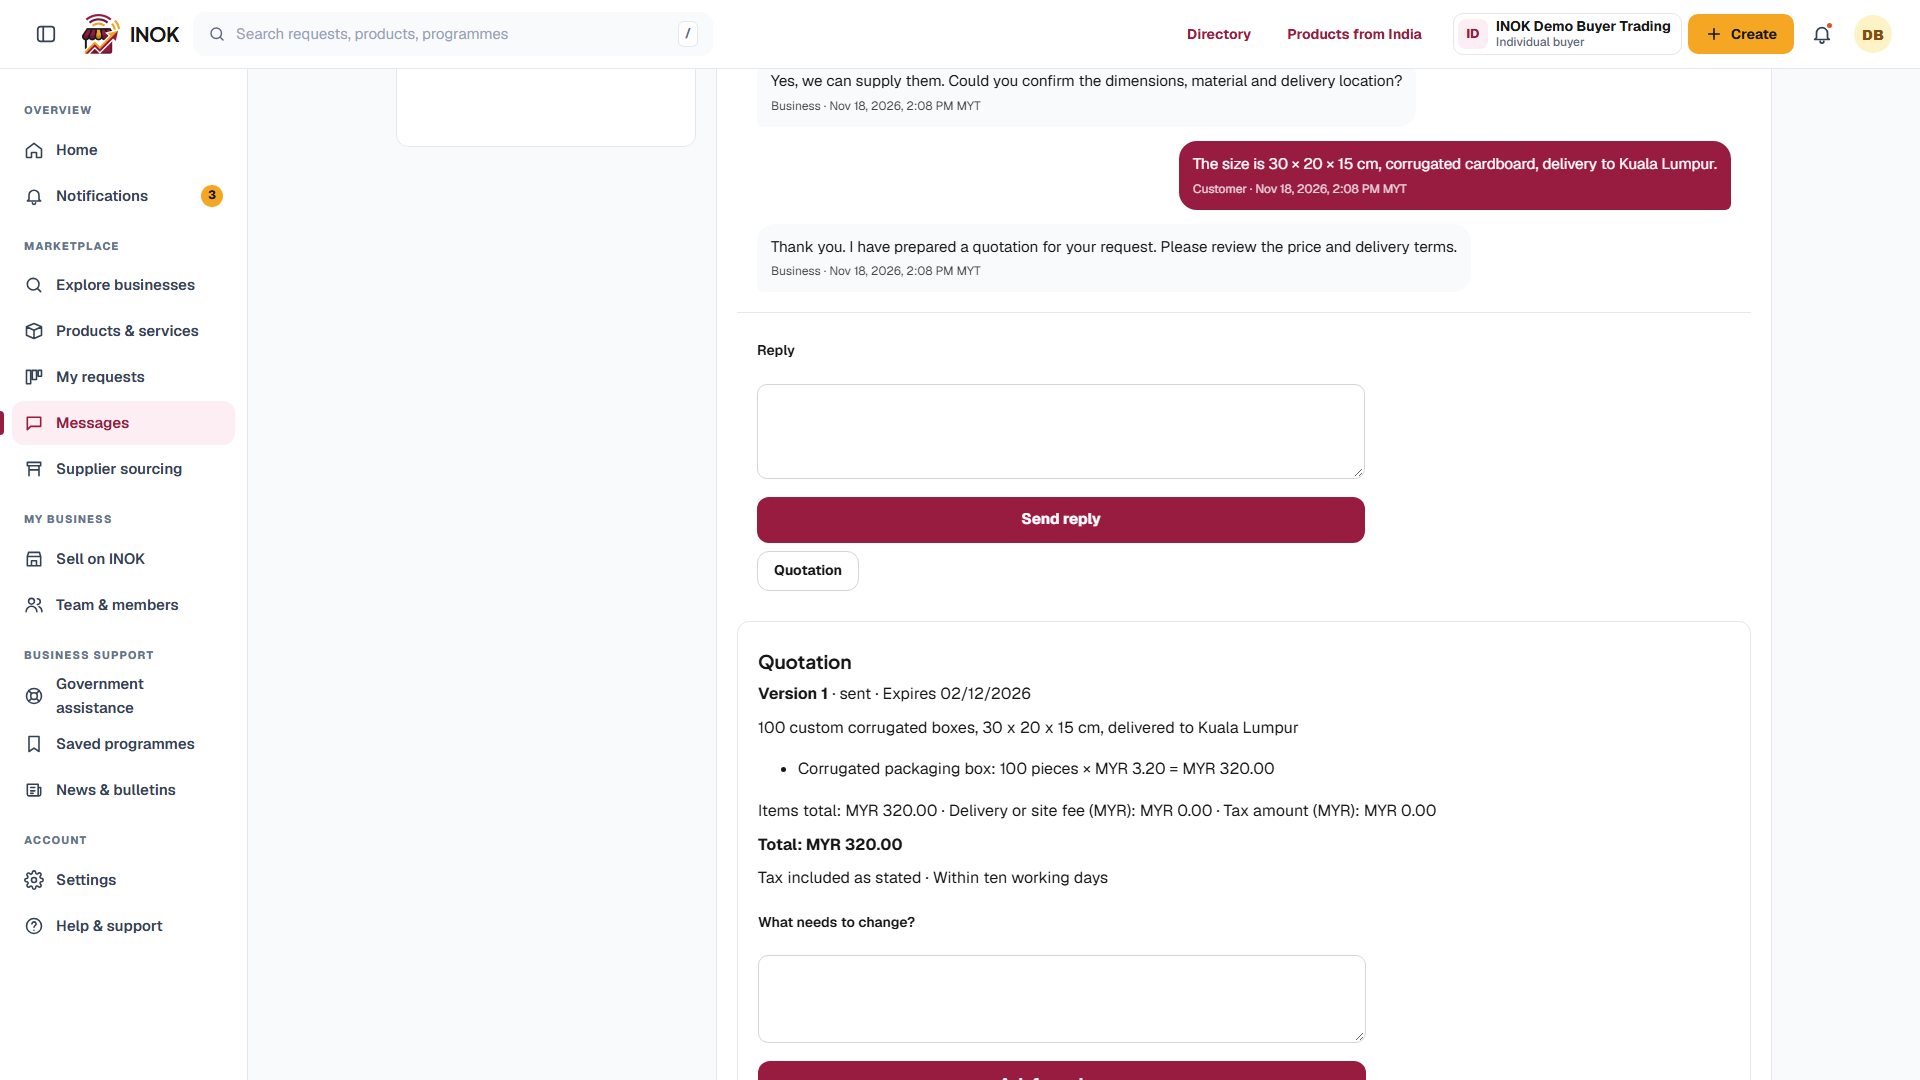 INOK
Search requests, products, programmes
/
Directory
Products from India
ID
INOK Demo Buyer Trading
Individual buyer
Create
DB
OVERVIEW
Home
Notifications
3
MARKETPLACE
Explore businesses
Products & services
My requests
Messages
Supplier sourcing
MY BUSINESS
Sell on INOK
Team & members
BUSINESS SUPPORT
Government
assistance
Saved programmes
News & bulletins
ACCOUNT
Settings
Help & support
Yes, we can supply them. Could you confirm the dimensions, material and delivery location?
Business · Nov 18, 2026, 2:08 PM MYT
The size is 30 × 20 × 15 cm, corrugated cardboard, delivery to Kuala Lumpur.
Customer · Nov 18, 2026, 2:08 PM MYT
Thank you. I have prepared a quotation for your request. Please review the price and delivery terms.
Business · Nov 18, 2026, 2:08 PM MYT
Reply
Send reply
Quotation
Quotation
Version 1 · sent · Expires 02/12/2026
100 custom corrugated boxes, 30 x 20 x 15 cm, delivered to Kuala Lumpur
• Corrugated packaging box: 100 pieces × MYR 3.20 = MYR 320.00
Items total: MYR 320.00 · Delivery or site fee (MYR): MYR 0.00 · Tax amount (MYR): MYR 0.00
Total: MYR 320.00
Tax included as stated · Within ten working days
What needs to change?